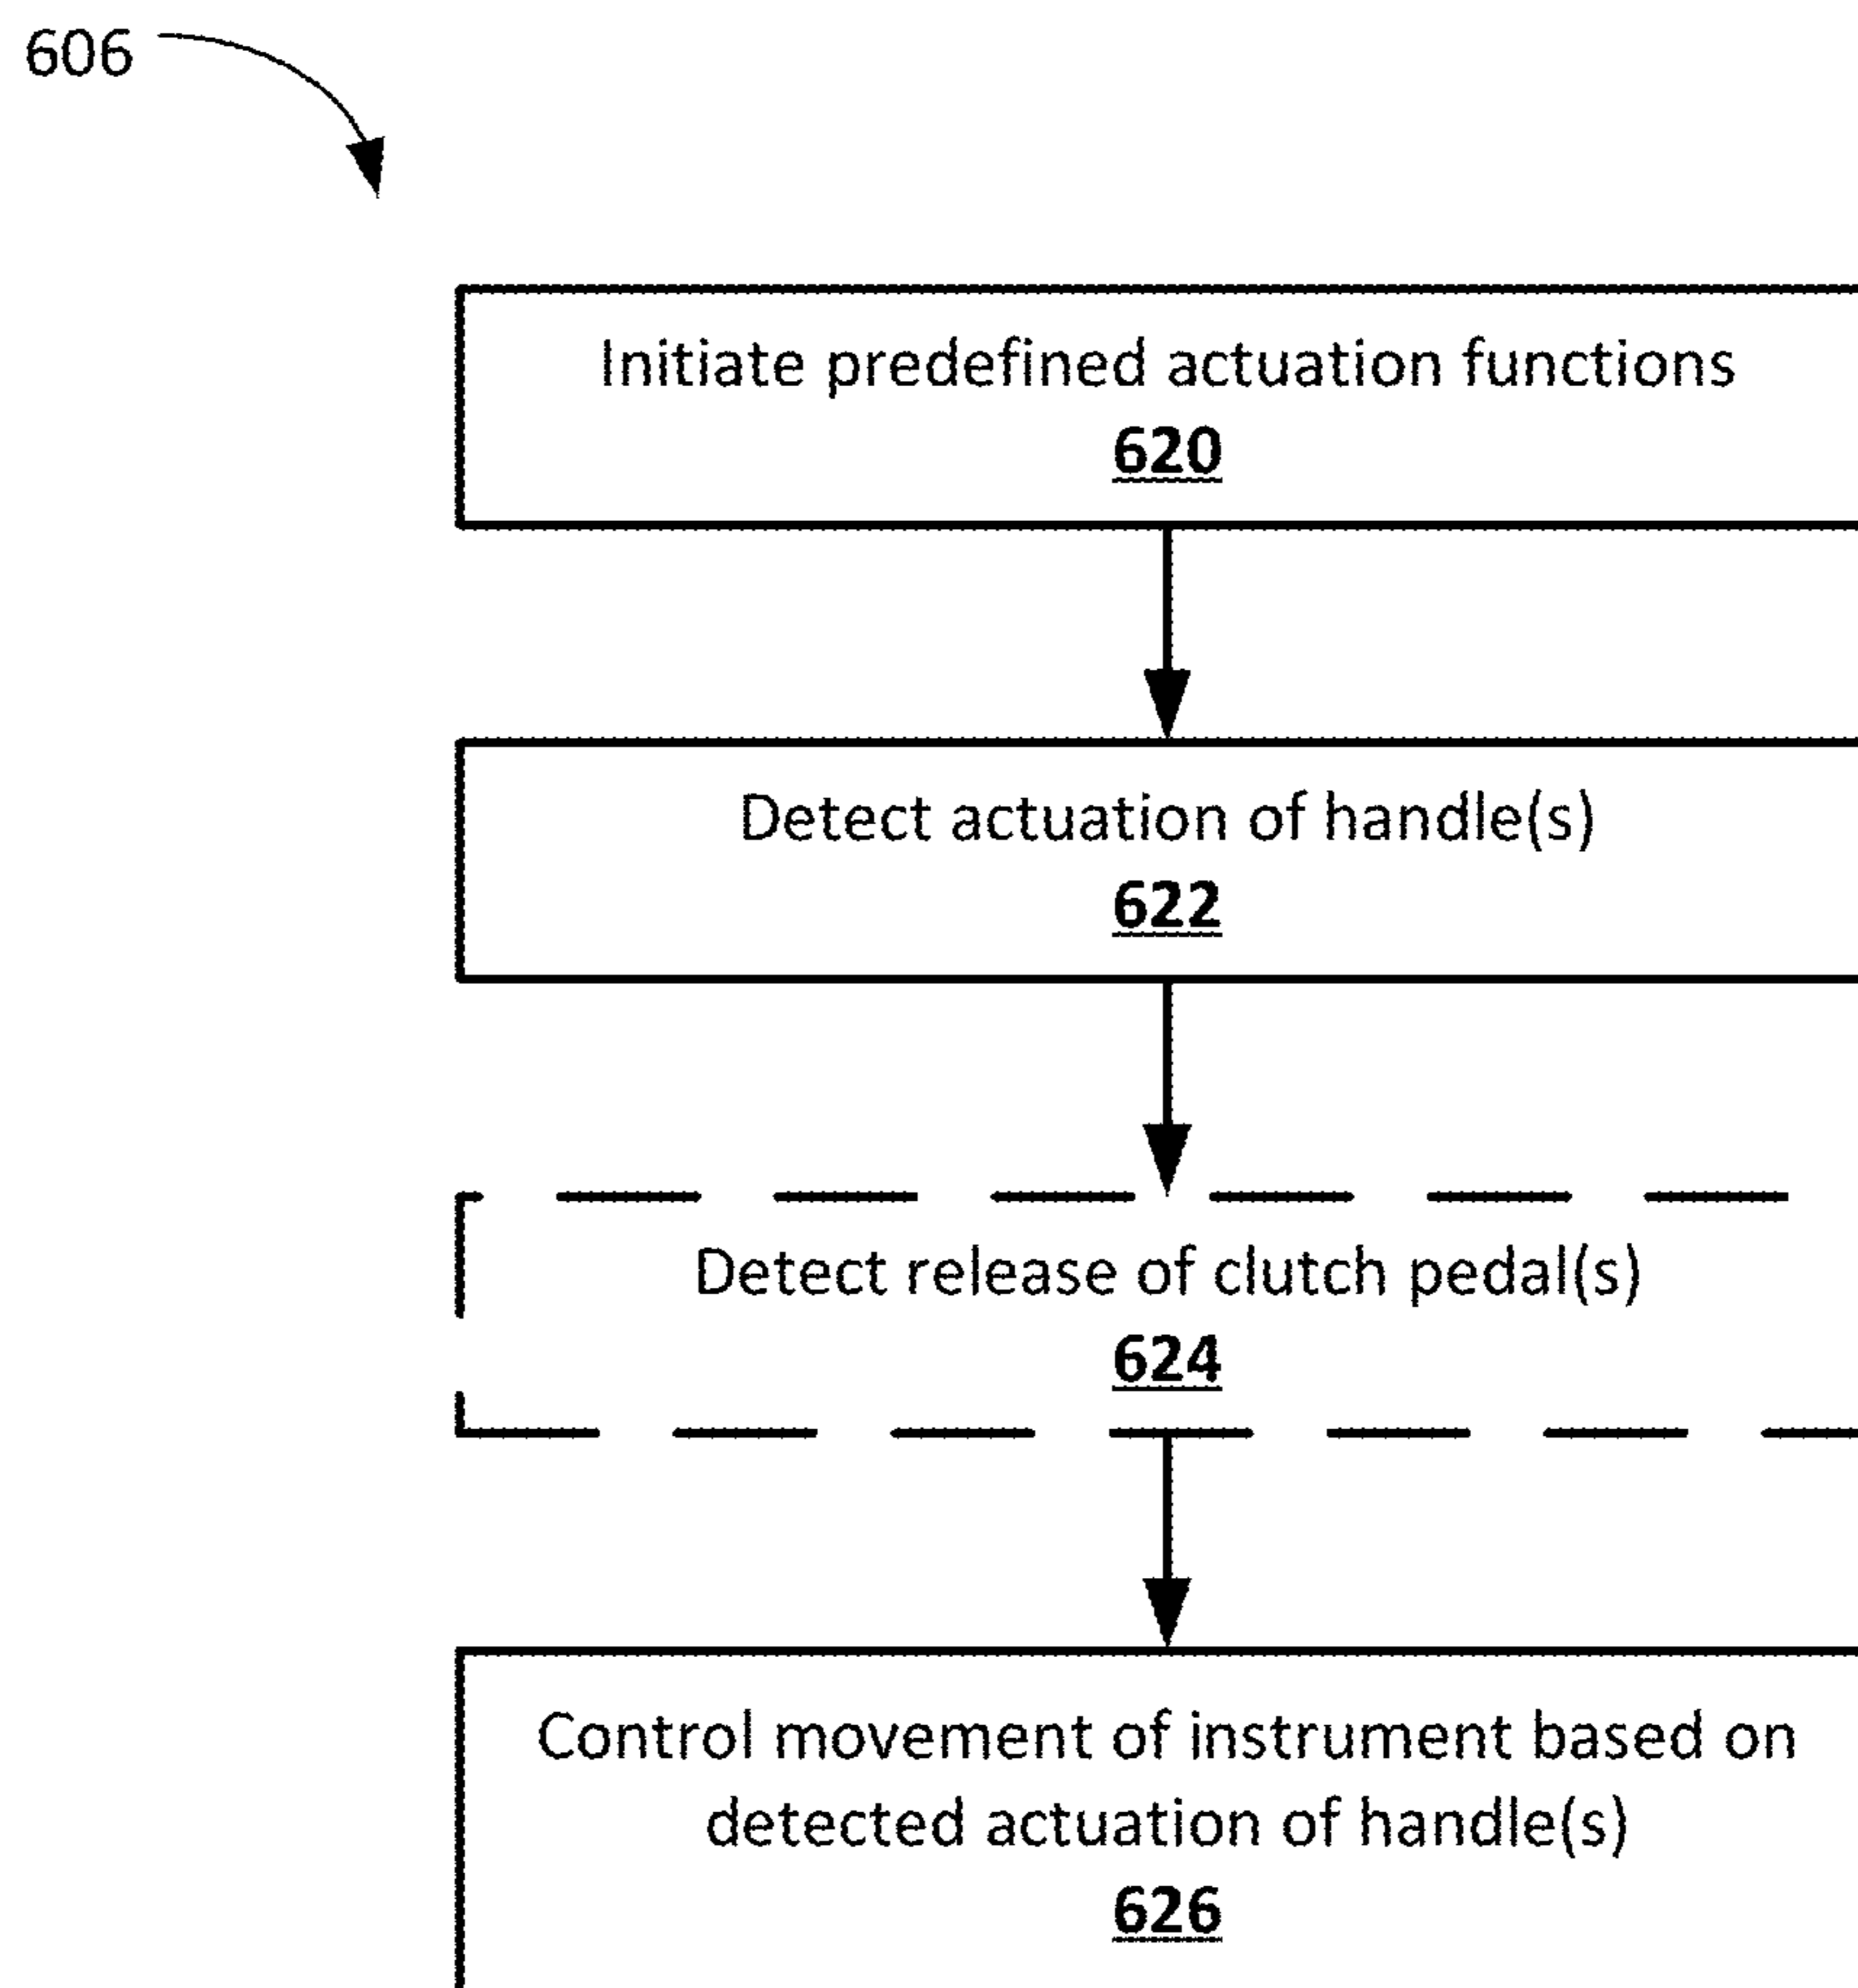 606
Initiate predefined actuation functions
620
Detect actuation of handle(s)
622
Detect release of clutch pedal(s)
624
Control movement of instrument based on
detected actuation of handle(s)
626